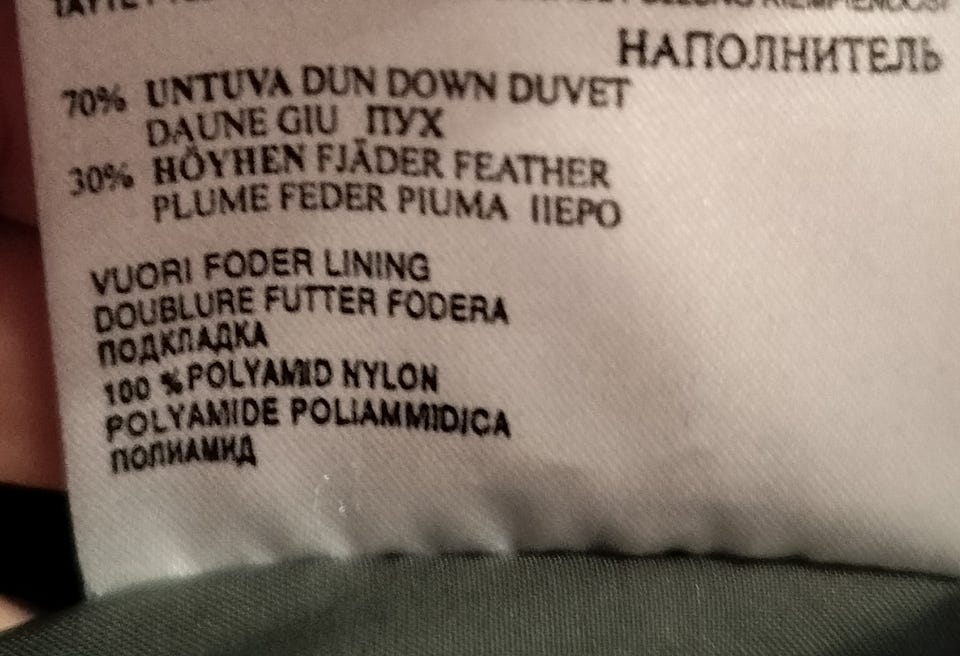 НАПОЛНИТЕЛЬ
70% UNTUVA DUN DOWN DUVET
DAUNE GIU ПУХ
30% HÖYHEN FJÄDER FEATHER
PLUME FEDER PIUMA ПЕРО
VUORI FODER LINING
DOUBLURE FUTTER FODERA
ПОДКЛАДКА
100 % POLYAMID NYLON
POLYAMIDE POLIAMMIDICA
ПОЛИАМИД